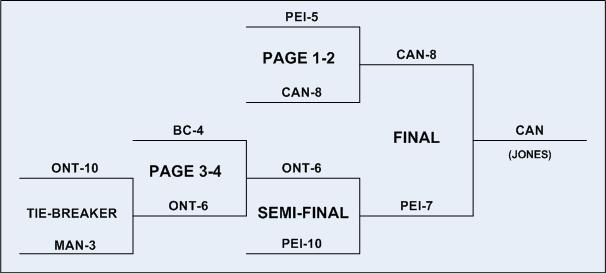 PEI-5
PAGE 1-2
CAN-8
CAN-8
BC-4
FINAL
CAN
(JONES)
ONT-10
PAGE 3-4
ONT-6
TIE-BREAKER
ONT-6
SEMI-FINAL
PEI-7
MAN-3
PEI-10